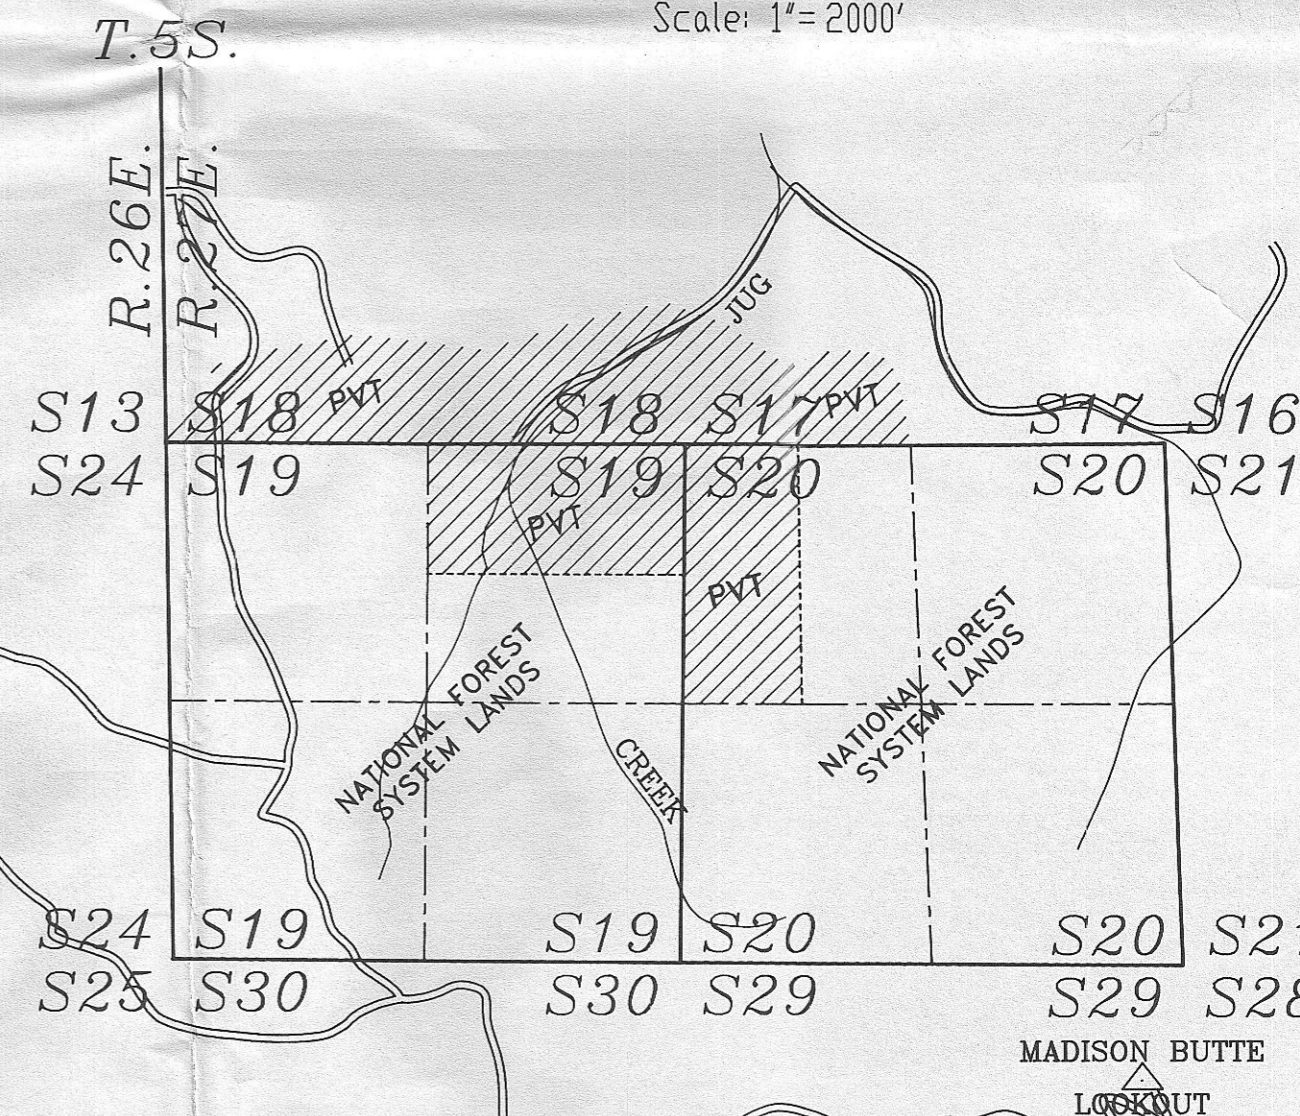 Scale: 1"= 2000'
T.5S.
R.26E.
R.27E.
JUG
PVT
PVT
S13 S18 S18 S17 S17 S16
S24 S19 S19 S20 S20 S21
PVT
PVT
NATIONAL FOREST
SYSTEM LANDS
NATIONAL FOREST
SYSTEM LANDS
CREEK
S24 S19 S19 S20 S20 S21
S25 S30 S30 S29 S29 S28
MADISON BUTTE
LOOKOUT